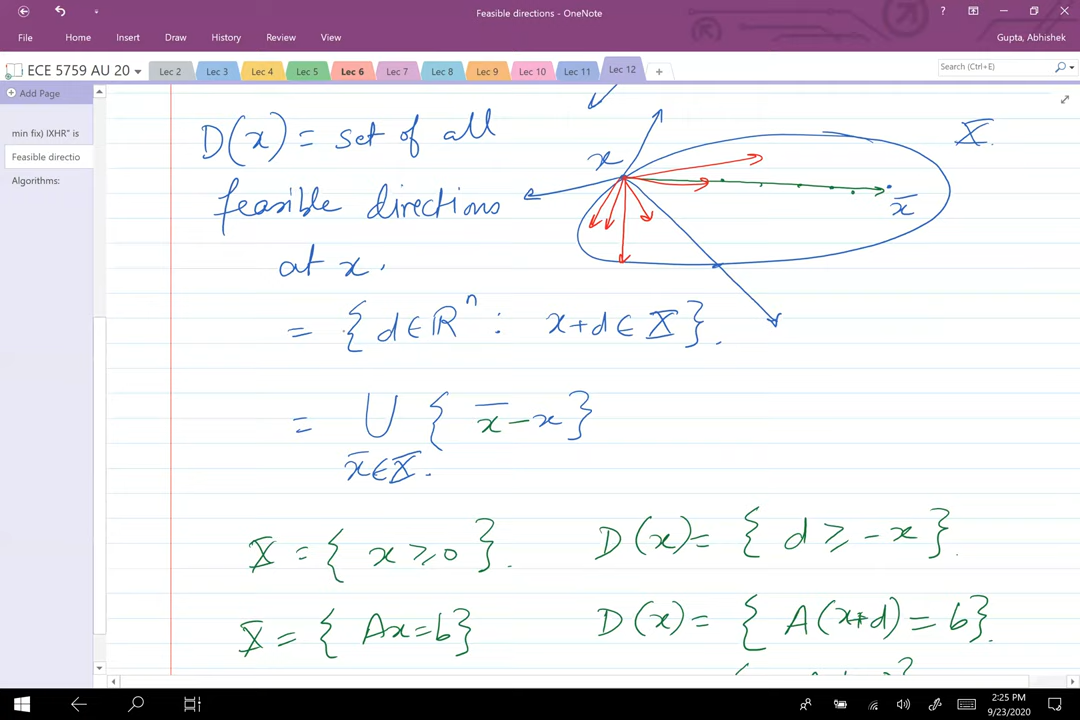 Feasible directions - OneNote
?
File Home Insert Draw History Review View
Gupta, Abhishek
ECE 5759 AU 20
Lec 2 Lec 3 Lec 4 Lec 5 Lec 6 Lec 7 Lec 8 Lec 9 Lec 10 Lec 11 Lec 12 +
Search (Ctrl+E)
Add Page
min f(x) IXHR" is
Feasible directio
Algorithms:
D(x) = set of all
feasible directions
at x.
= {d ∈ ℝⁿ : x+d ∈ X}.
= ∪ { x̄ - x }
x̄ ∈ X.
x
X.
x̄
X = { x ≥ 0 }. D(x) = { d ≥ -x }.
X = { Ax = b } D(x) = { A(x+d) = b }.
2:25 PM
9/23/2020